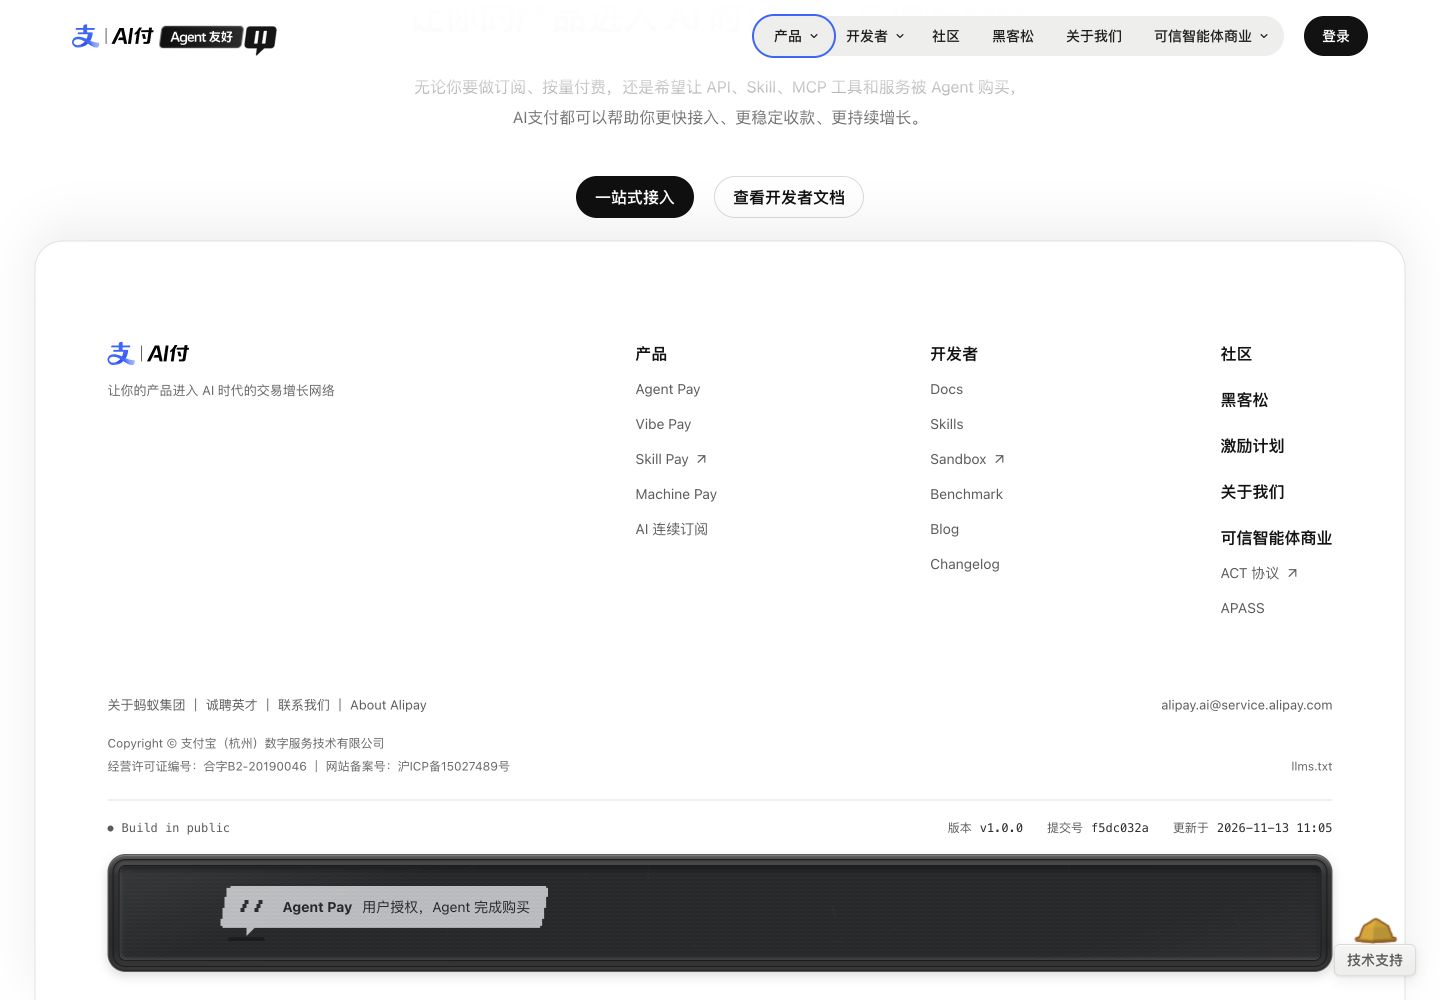 支 AI付 Agent 友好
产品 开发者 社区 黑客松 关于我们 可信智能体商业 登录
让你的产品进入 AI 时
无论你要做订阅、按量付费，还是希望让 API、Skill、MCP 工具和服务被 Agent 购买，
AI支付都可以帮助你更快接入、更稳定收款、更持续增长。
一站式接入 查看开发者文档
支 AI付
让你的产品进入 AI 时代的交易增长网络
产品
Agent Pay
Vibe Pay
Skill Pay
Machine Pay
AI 连续订阅
开发者
Docs
Skills
Sandbox
Benchmark
Blog
Changelog
社区
黑客松
激励计划
关于我们
可信智能体商业
ACT 协议
APASS
关于蚂蚁集团 | 诚聘英才 | 联系我们 | About Alipay
alipay.ai@service.alipay.com
Copyright © 支付宝（杭州）数字服务技术有限公司
经营许可证编号：合字B2-20190046 | 网站备案号：沪ICP备15027489号
llms.txt
Build in public
版本 v1.0.0 提交号 f5dc032a 更新于 2026-11-13 11:05
Agent Pay 用户授权，Agent 完成购买
技术支持